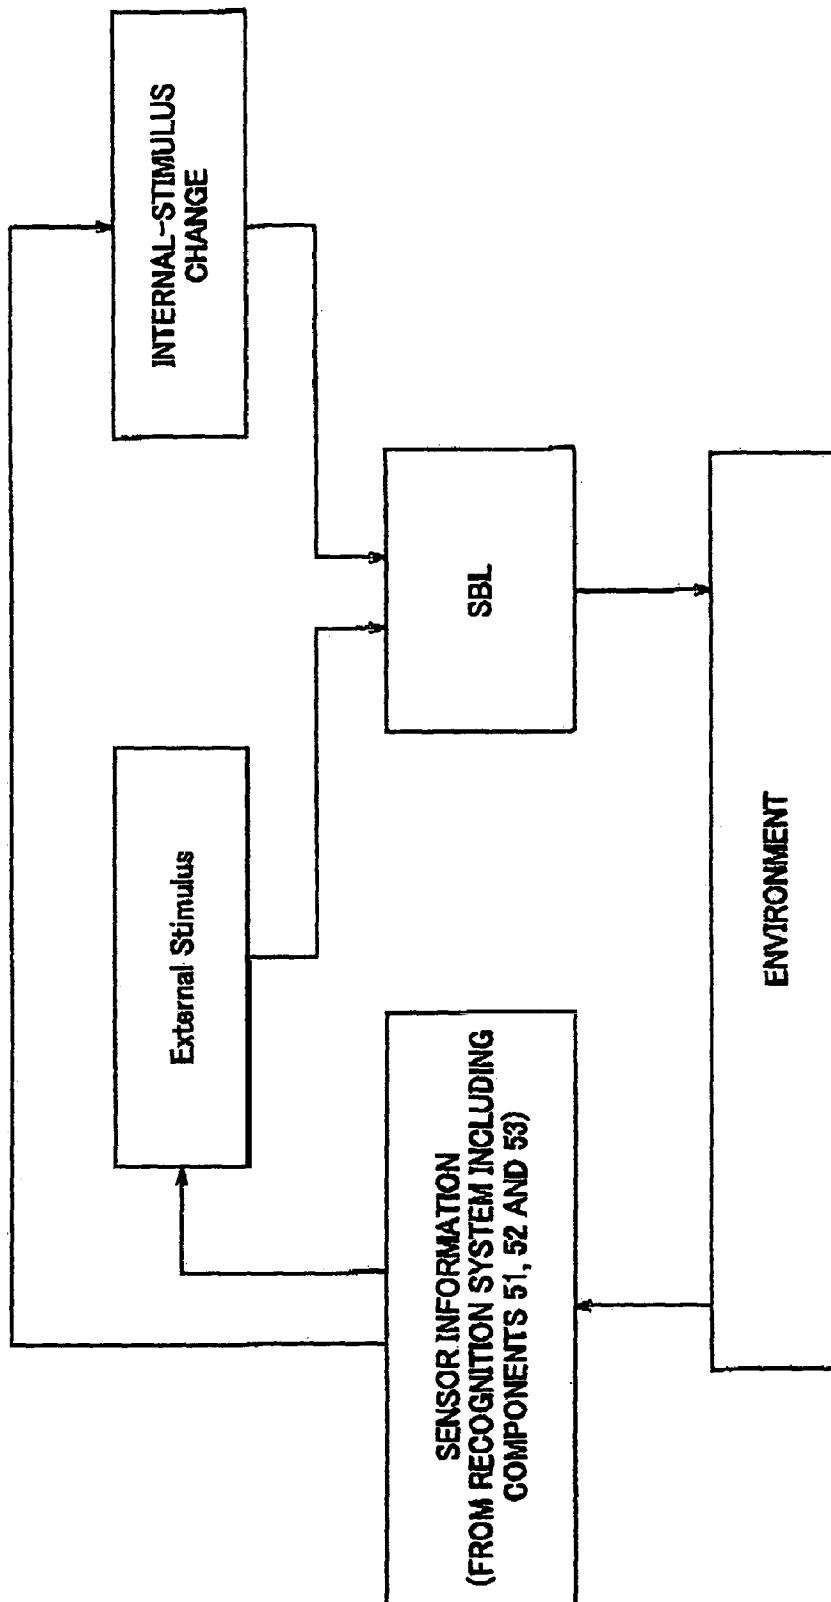 INTERNAL-STIMULUS
CHANGE
External Stimulus
SBL
SENSOR INFORMATION
(FROM RECOGNITION SYSTEM INCLUDING
COMPONENTS 51, 52 AND 53)
ENVIRONMENT